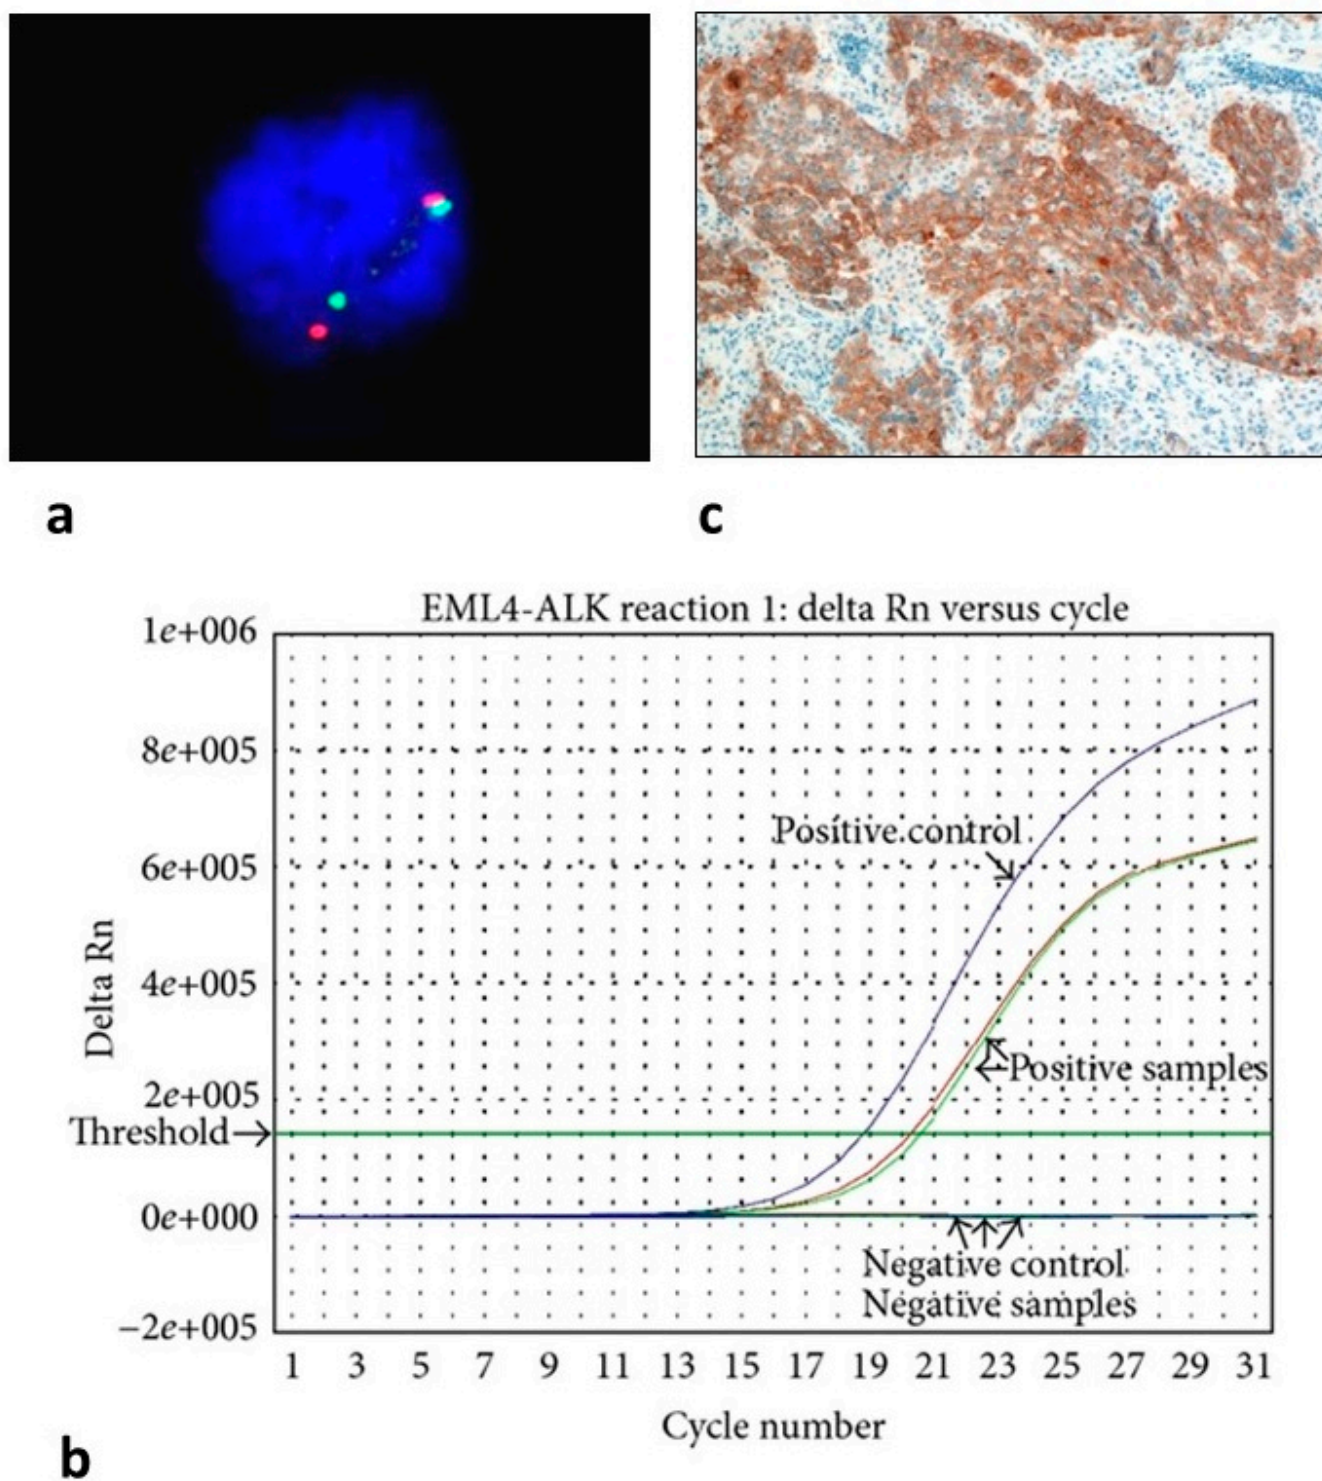 a
c
EML4-ALK reaction 1: delta Rn versus cycle
1e+006
8e+005
6e+005
4e+005
2e+005
0e+000
−2e+005
Delta Rn
Threshold
Positive control
Positive samples
Negative control
Negative samples
1 3 5 7 9 11 13 15 17 19 21 23 25 27 29 31
Cycle number
b